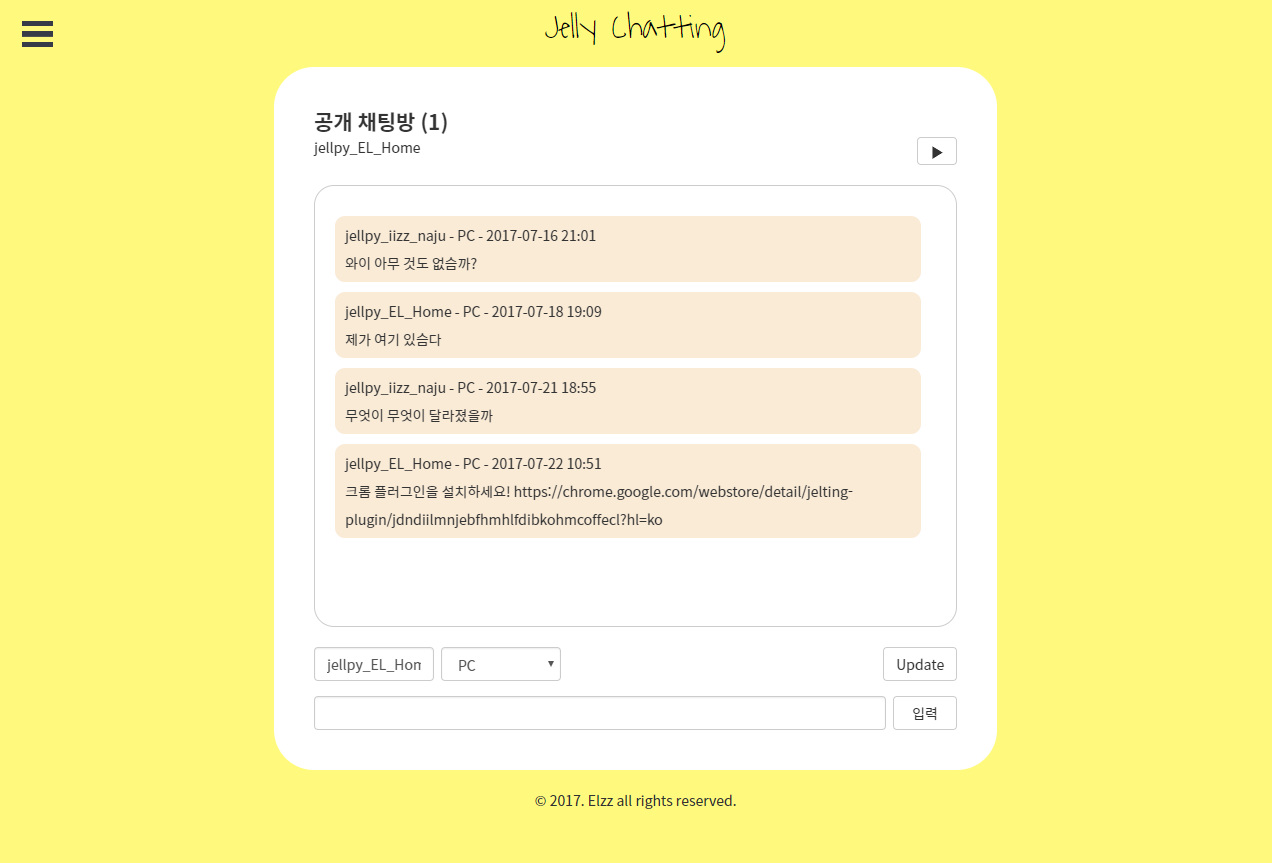 Jelly Chatting
공개 채팅방 (1)
jellpy_EL_Home
▶
jellpy_iizz_naju - PC - 2017-07-16 21:01
와이 아무 것도 없슴까?
jellpy_EL_Home - PC - 2017-07-18 19:09
제가 여기 있슴다
jellpy_iizz_naju - PC - 2017-07-21 18:55
무엇이 무엇이 달라졌을까
jellpy_EL_Home - PC - 2017-07-22 10:51
크롬 플러그인을 설치하세요! https://chrome.google.com/webstore/detail/jelting-
plugin/jdndiilmnjebfhmhlfdibkohmcoffecl?hl=ko
jellpy_EL_Hom PC Update
입력
© 2017. Elzz all rights reserved.